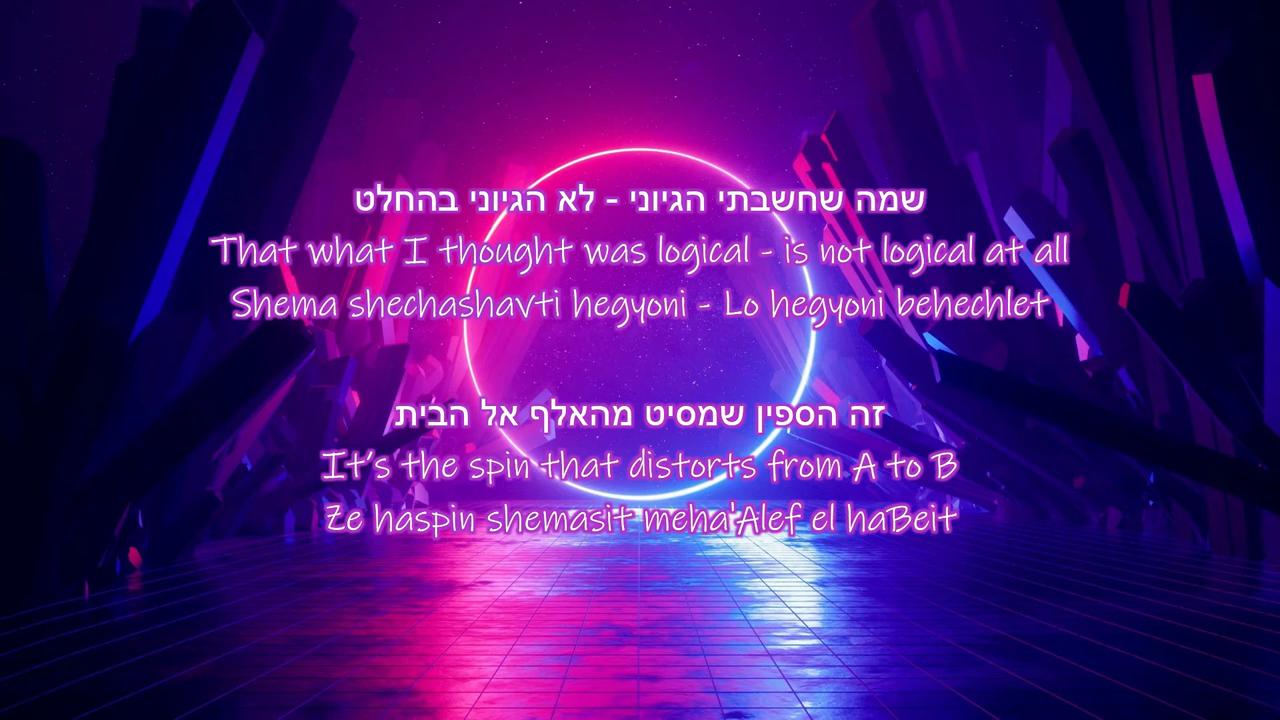 שמה שחשבתי הגיוני - לא הגיוני בהחלט
That what I thought was logical - is not logical at all
Shema shechashavti hegyoni - Lo hegyoni behechlet
זה הספין שמסיט מהאלף אל הבית
It's the spin that distorts from A to B
Ze haspin shemasit meha'Alef el haBeit